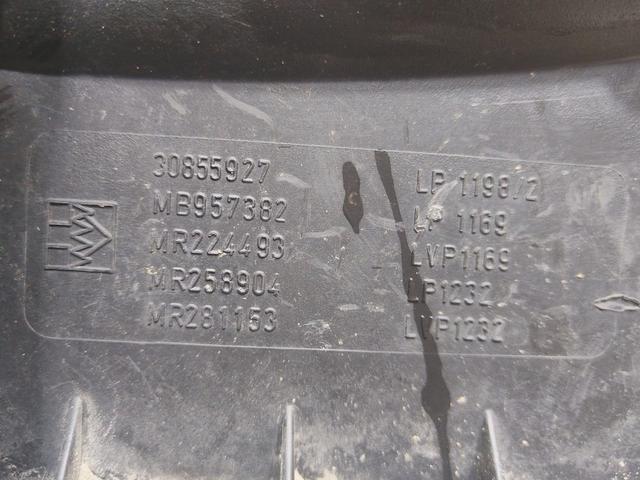 30855927 LP 1198/2
MB957382 LP 1169
MR224493 LVP1169
MR258904 LP1232
MR281153 LVP1232